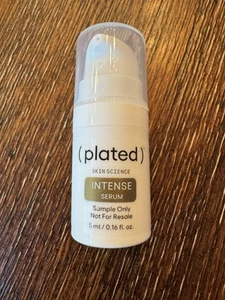 ( plated )
SKIN SCIENCE
INTENSE
SERUM
Sample Only
Not For Resale
5 ml / 0.16 fl. oz.